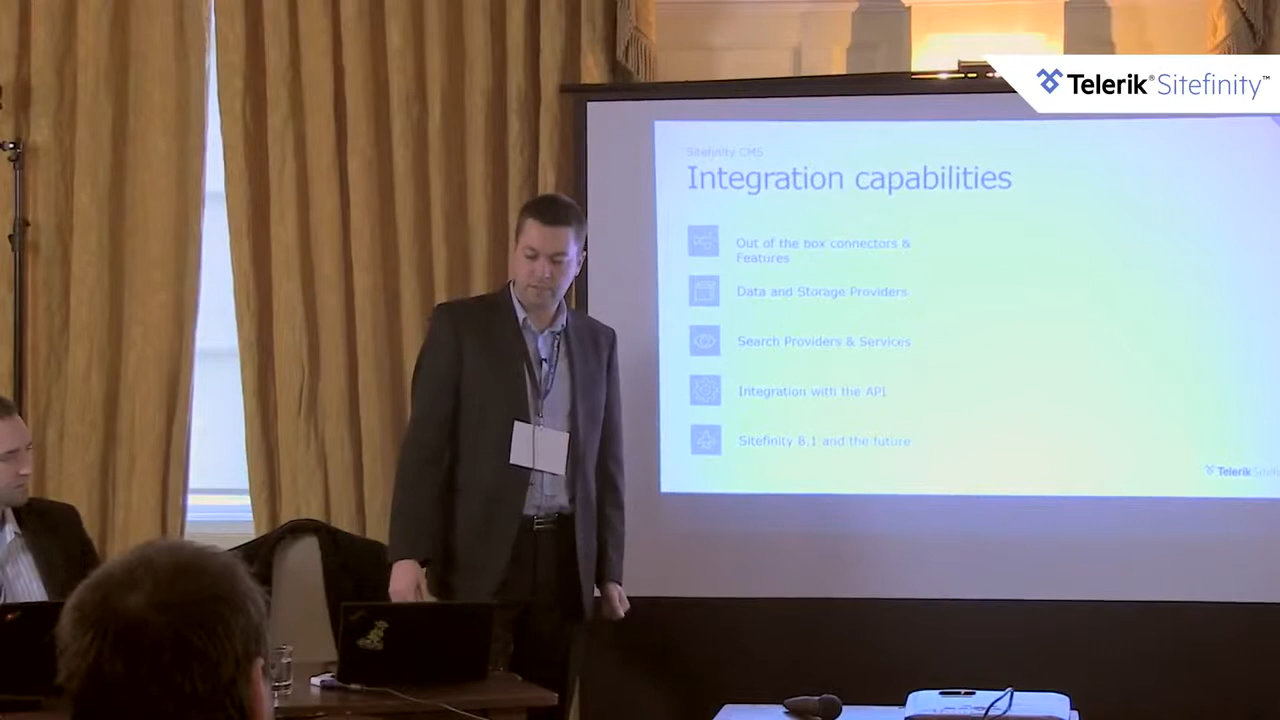 Telerik® Sitefinity™
Sitefinity CMS
Integration capabilities
Out of the box connectors &
Features
Data and Storage Providers
Search Providers & Services
Integration with the API
Sitefinity 8.1 and the future
Telerik